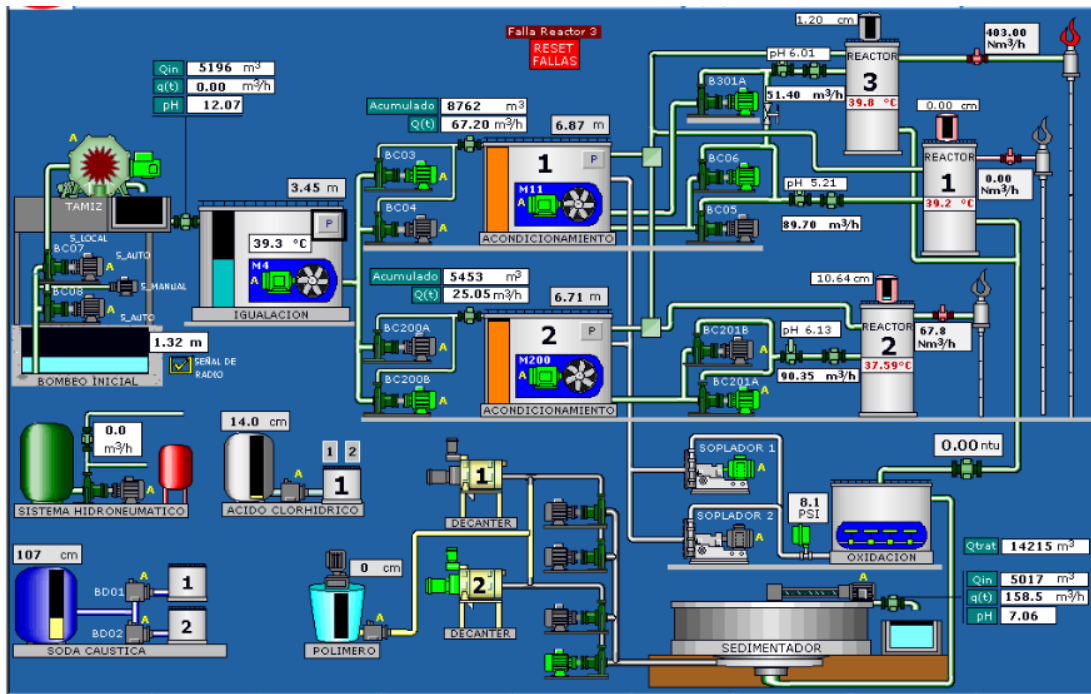 Falla Reactor 3
RESET
FALLAS
1.20 cm
403.00
Nm³/h
pH 6.01
REACTOR
3
39.8 °C
Qin 5196 m³
q(t) 0.00 m³/h
pH 12.07
B301A
51.40 m³/h
0.00 cm
Acumulado 8762 m³
Q(t) 67.20 m³/h
6.87 m
A
TAMIZ
BC03
A
1
P
M11
A
ACONDICIONAMIENTO
BC06
BC05
pH 5.21
89.70 m³/h
REACTOR
1
39.2 °C
0.00
Nm³/h
3.45 m
P
39.3 °C
M4
A
IGUALACION
BC04
A
S_LOCAL
BC07
S_AUTO
A
S_MANUAL
BC08
A
S_AUTO
1.32 m
SEÑAL DE
RADIO
BOMBEO INICIAL
Acumulado 5453 m³
Q(t) 25.05 m³/h
6.71 m
10.64 cm
BC200A
A
2
P
M200
A
ACONDICIONAMIENTO
BC200B
A
BC201B
A
BC201A
A
pH 6.13
90.35 m³/h
REACTOR
2
37.59°C
67.8
Nm³/h
0.0
m³/h
A
SISTEMA HIDRONEUMATICO
14.0 cm
A
1 2
1
ACIDO CLORHIDRICO
1
DECANTER
2
DECANTER
SOPLADOR 1
A
SOPLADOR 2
A
8.1
PSI
0.00 ntu
OXIDACION
107 cm
A
BD01
1
BD02
A
2
SODA CAUSTICA
0 cm
A
POLIMERO
Qtrat 14215 m³
Qin 5017 m³
q(t) 158.5 m³/h
pH 7.06
A
SEDIMENTADOR